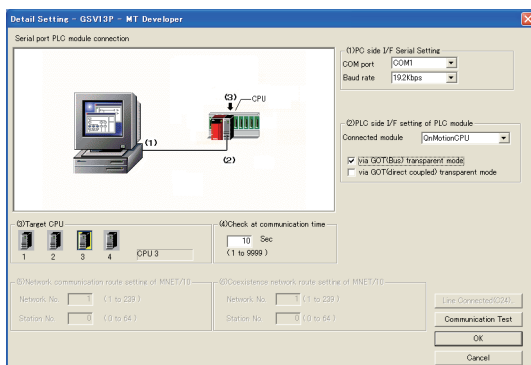 Detail Setting - GSV13P - MT Developer
Serial port PLC module connection
(3)
CPU
(1)
(2)
(1)PC side I/F Serial Setting
COM port COM1
Baud rate 19.2Kbps
(2)PLC side I/F setting of PLC module
Connected module QnMotionCPU
via GOT(Bus) transparent mode
via GOT(direct coupled) transparent mode
(3)Target CPU
1 2 3 4 CPU 3
(4)Check at communication time
10 Sec
(1 to 9999)
(5)Network communication route setting of MNET/10
Network No. 1 (1 to 239)
Station No. 0 (0 to 64)
(6)Coexistence network route setting of MNET/10
Network No. 1 (1 to 239)
Station No. 0 (0 to 64)
Line Connected(C24)...
Communication Test
OK
Cancel